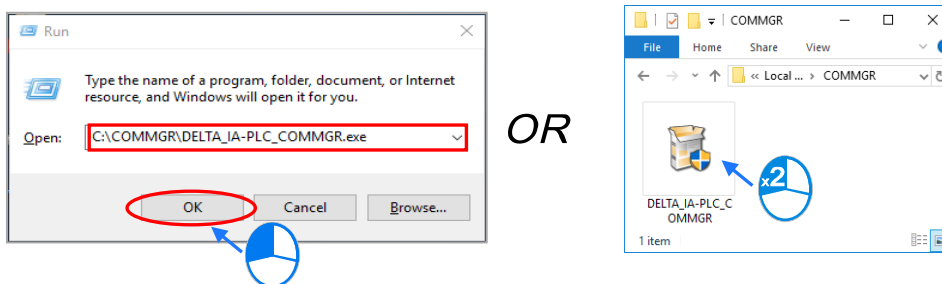 Run
Type the name of a program, folder, document, or Internet
resource, and Windows will open it for you.
Open:
C:\COMMGR\DELTA_IA-PLC_COMMGR.exe
OK
Cancel
Browse...
OR
COMMGR
File
Home
Share
View
« Local ... › COMMGR
x2
DELTA_IA-PLC_C
OMMGR
1 item